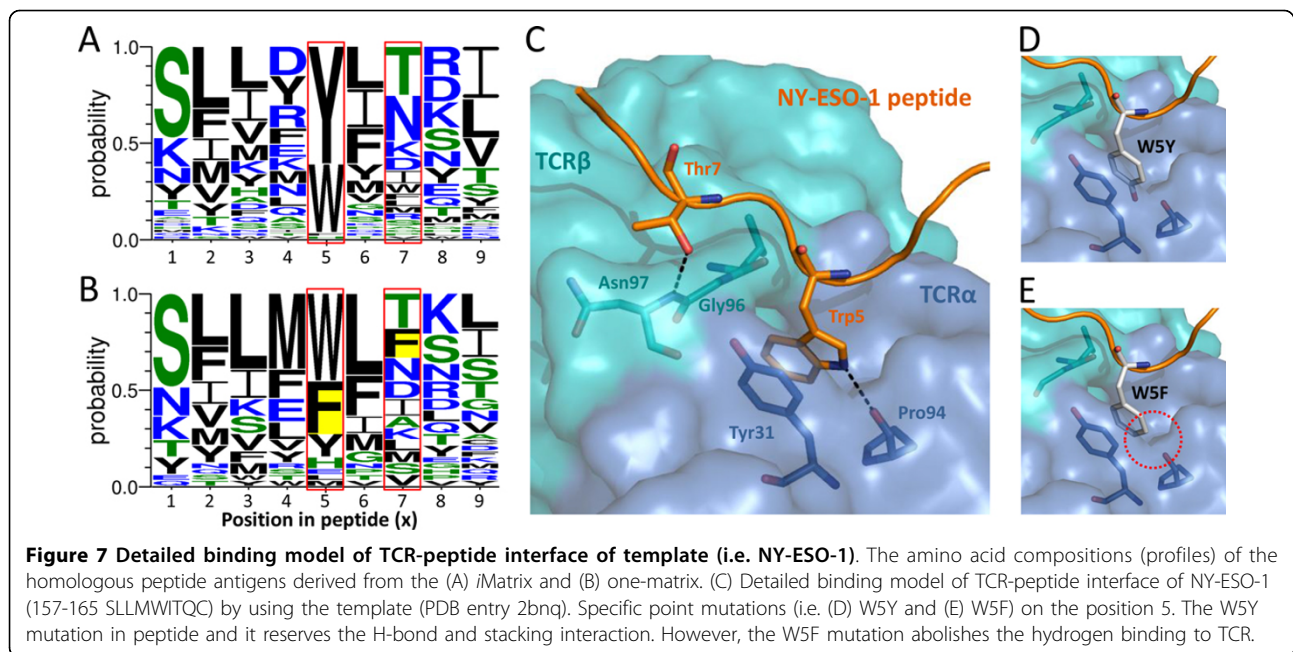 A
probability
1.0
0.5
0.0
S L L D Y L T R I
K F I Y W I N D L
N I V R F K K V
1 2 3 4 5 6 7 8 9
B
probability
1.0
0.5
0.0
S L L M W L T K L
N F I F F F F S I
K I K E Y I N N S
1 2 3 4 5 6 7 8 9
Position in peptide (x)
C
NY-ESO-1 peptide
TCRβ
Thr7
Asn97
Gly96
TCRα
Trp5
Tyr31
Pro94
D
W5Y
E
W5F
Figure 7 Detailed binding model of TCR-peptide interface of template (i.e. NY-ESO-1). The amino acid compositions (profiles) of the
homologous peptide antigens derived from the (A) iMatrix and (B) one-matrix. (C) Detailed binding model of TCR-peptide interface of NY-ESO-1
(157-165 SLLMWITQC) by using the template (PDB entry 2bnq). Specific point mutations (i.e. (D) W5Y and (E) W5F) on the position 5. The W5Y
mutation in peptide and it reserves the H-bond and stacking interaction. However, the W5F mutation abolishes the hydrogen binding to TCR.